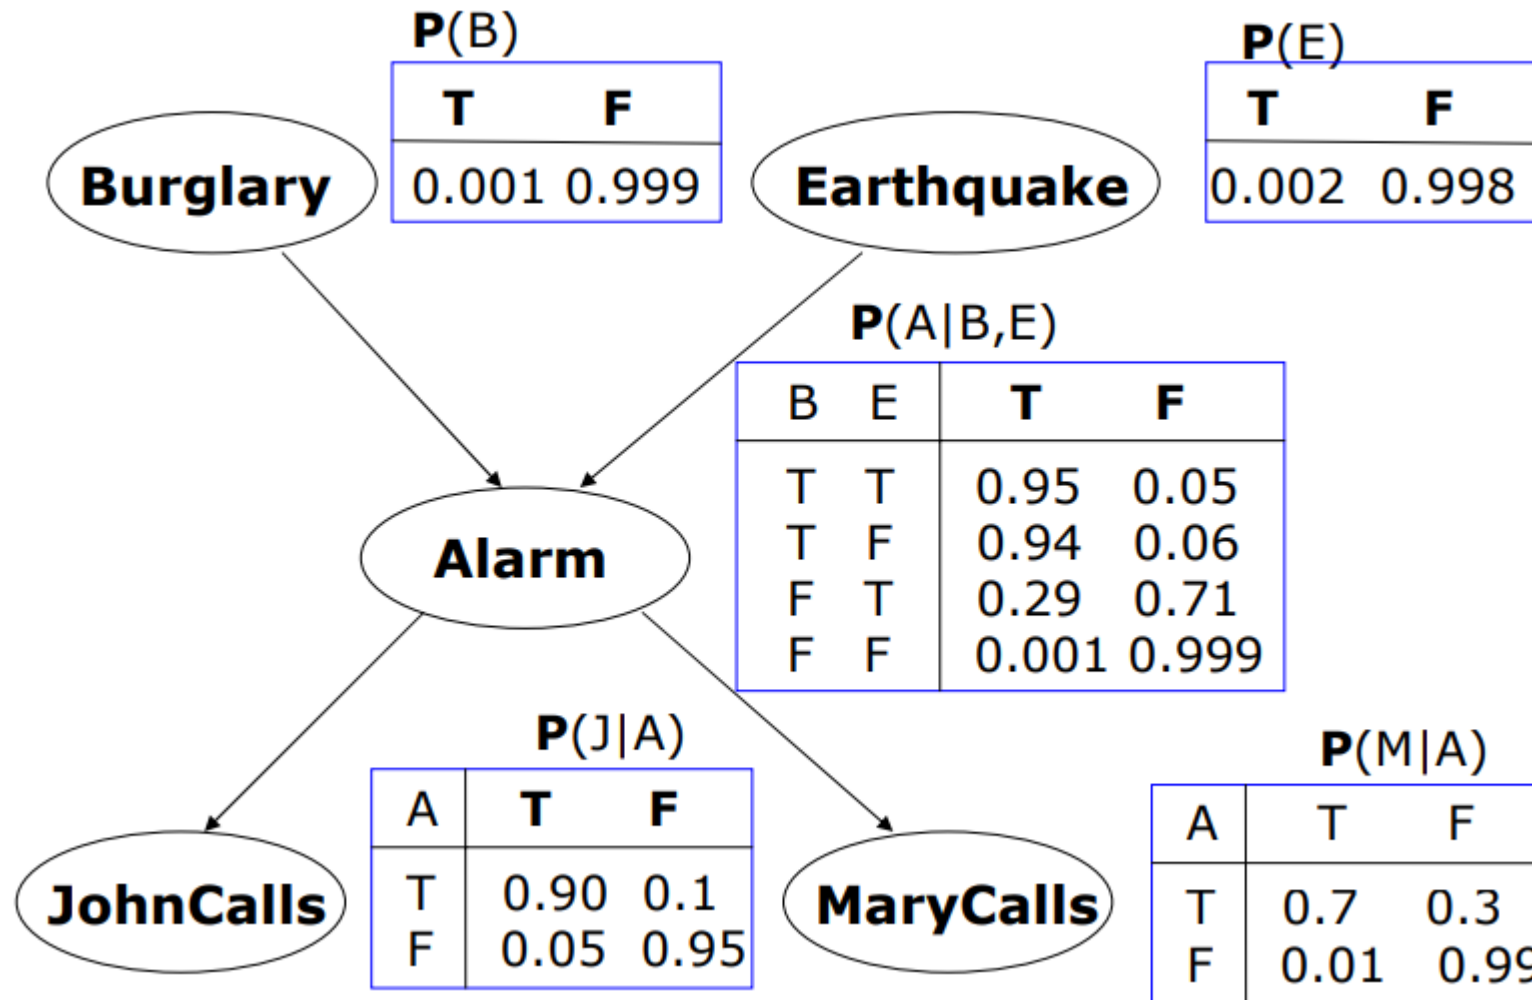 P(B)
T F
0.001 0.999
P(E)
T F
0.002 0.998
Burglary
Earthquake
P(A|B,E)
B E T F
T T 0.95 0.05
T F 0.94 0.06
F T 0.29 0.71
F F 0.001 0.999
Alarm
P(J|A)
A T F
T 0.90 0.1
F 0.05 0.95
P(M|A)
A T F
T 0.7 0.3
F 0.01 0.99
JohnCalls
MaryCalls